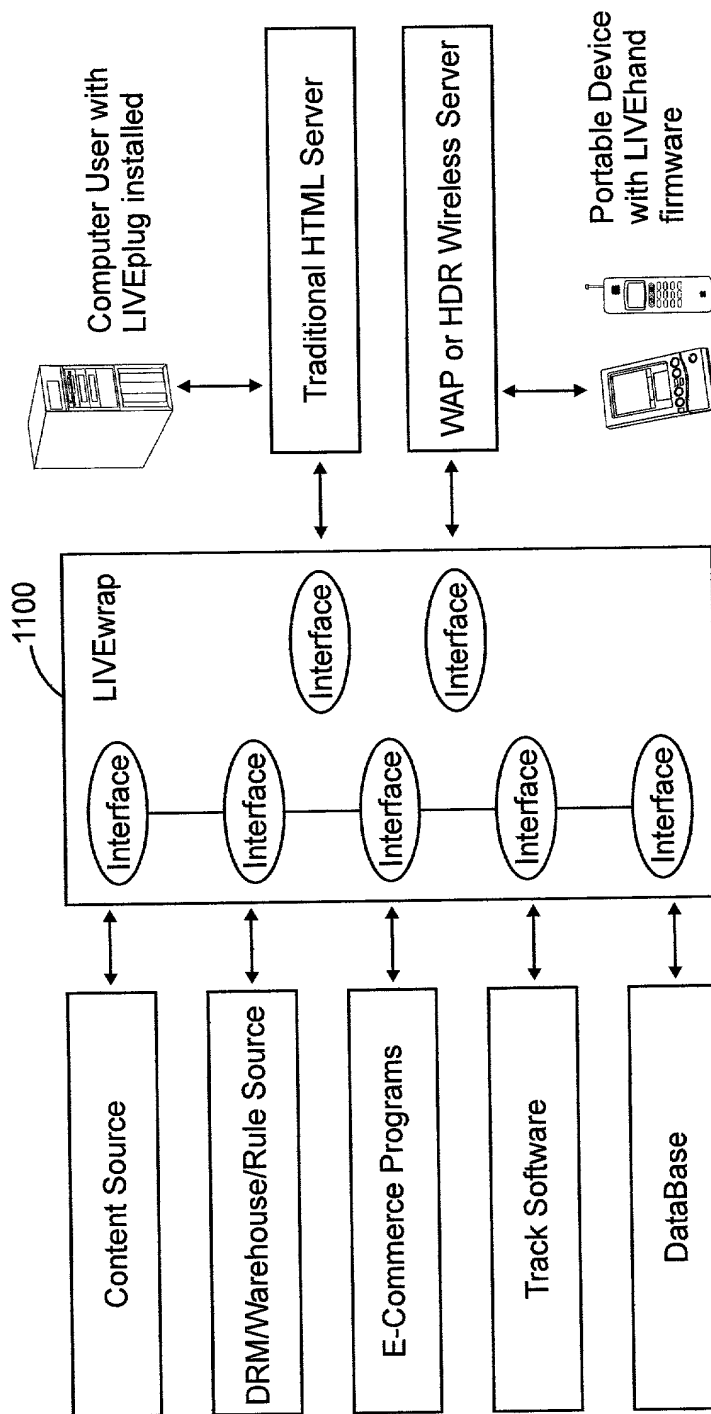 Content Source
DRM/Warehouse/Rule Source
E-Commerce Programs
Track Software
DataBase
1100
LIVEwrap
Interface
Interface
Interface
Interface
Interface
Interface
Interface
Computer User with
LIVEplug installed
Traditional HTML Server
WAP or HDR Wireless Server
Portable Device
with LIVEhand
firmware